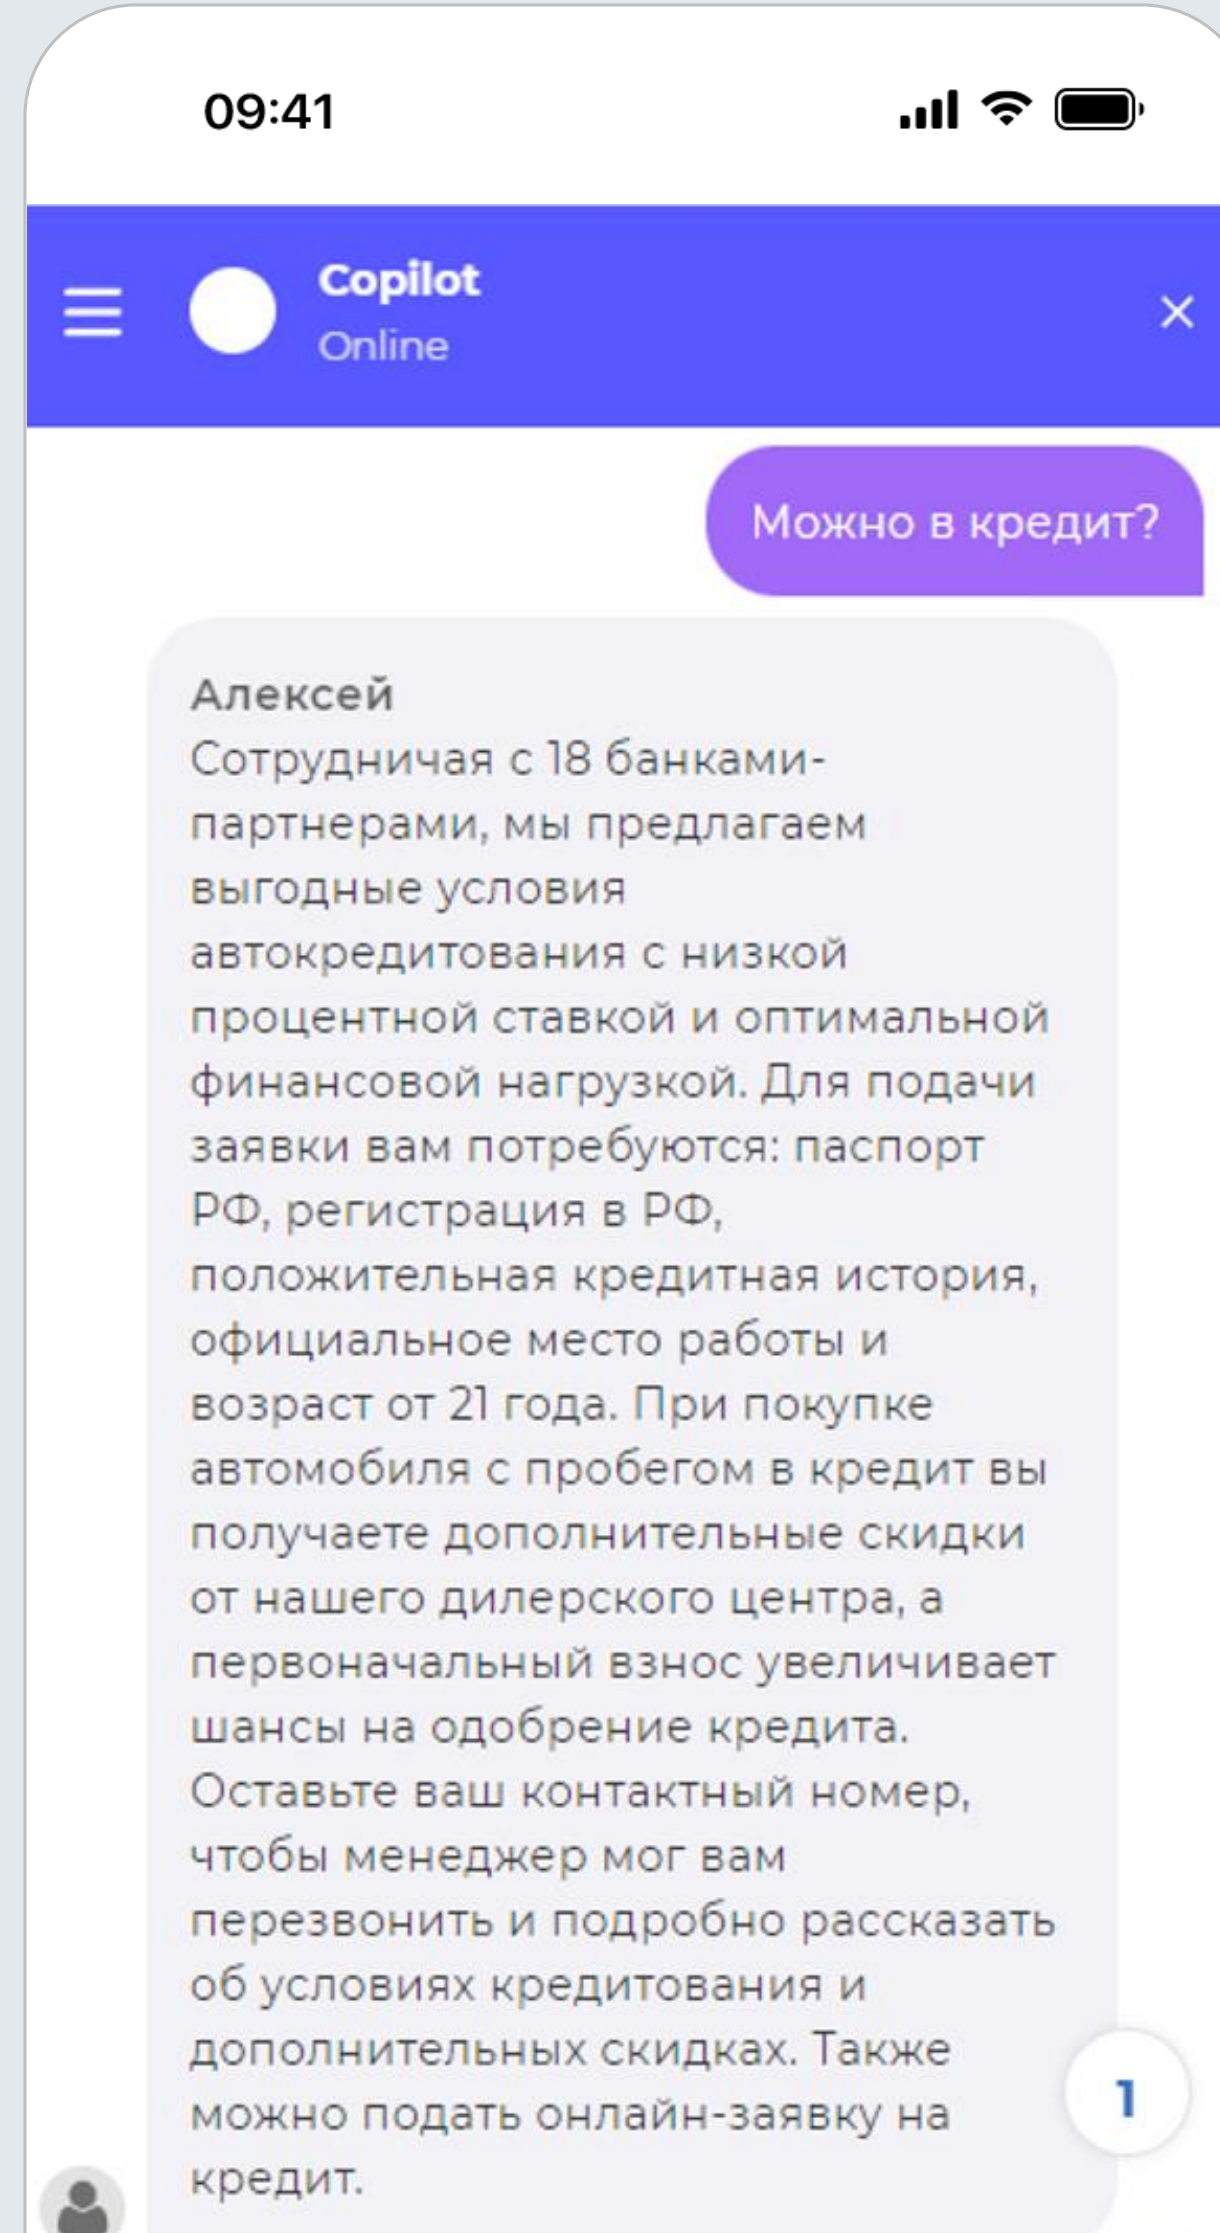 09:41
Copilot
Online
Можно в кредит?
Алексей
Сотрудничая с 18 банками-
партнерами, мы предлагаем
выгодные условия
автокредитования с низкой
процентной ставкой и оптимальной
финансовой нагрузкой. Для подачи
заявки вам потребуются: паспорт
РФ, регистрация в РФ,
положительная кредитная история,
официальное место работы и
возраст от 21 года. При покупке
автомобиля с пробегом в кредит вы
получаете дополнительные скидки
от нашего дилерского центра, а
первоначальный взнос увеличивает
шансы на одобрение кредита.
Оставьте ваш контактный номер,
чтобы менеджер мог вам
перезвонить и подробно рассказать
об условиях кредитования и
дополнительных скидках. Также
можно подать онлайн-заявку на
кредит.
1